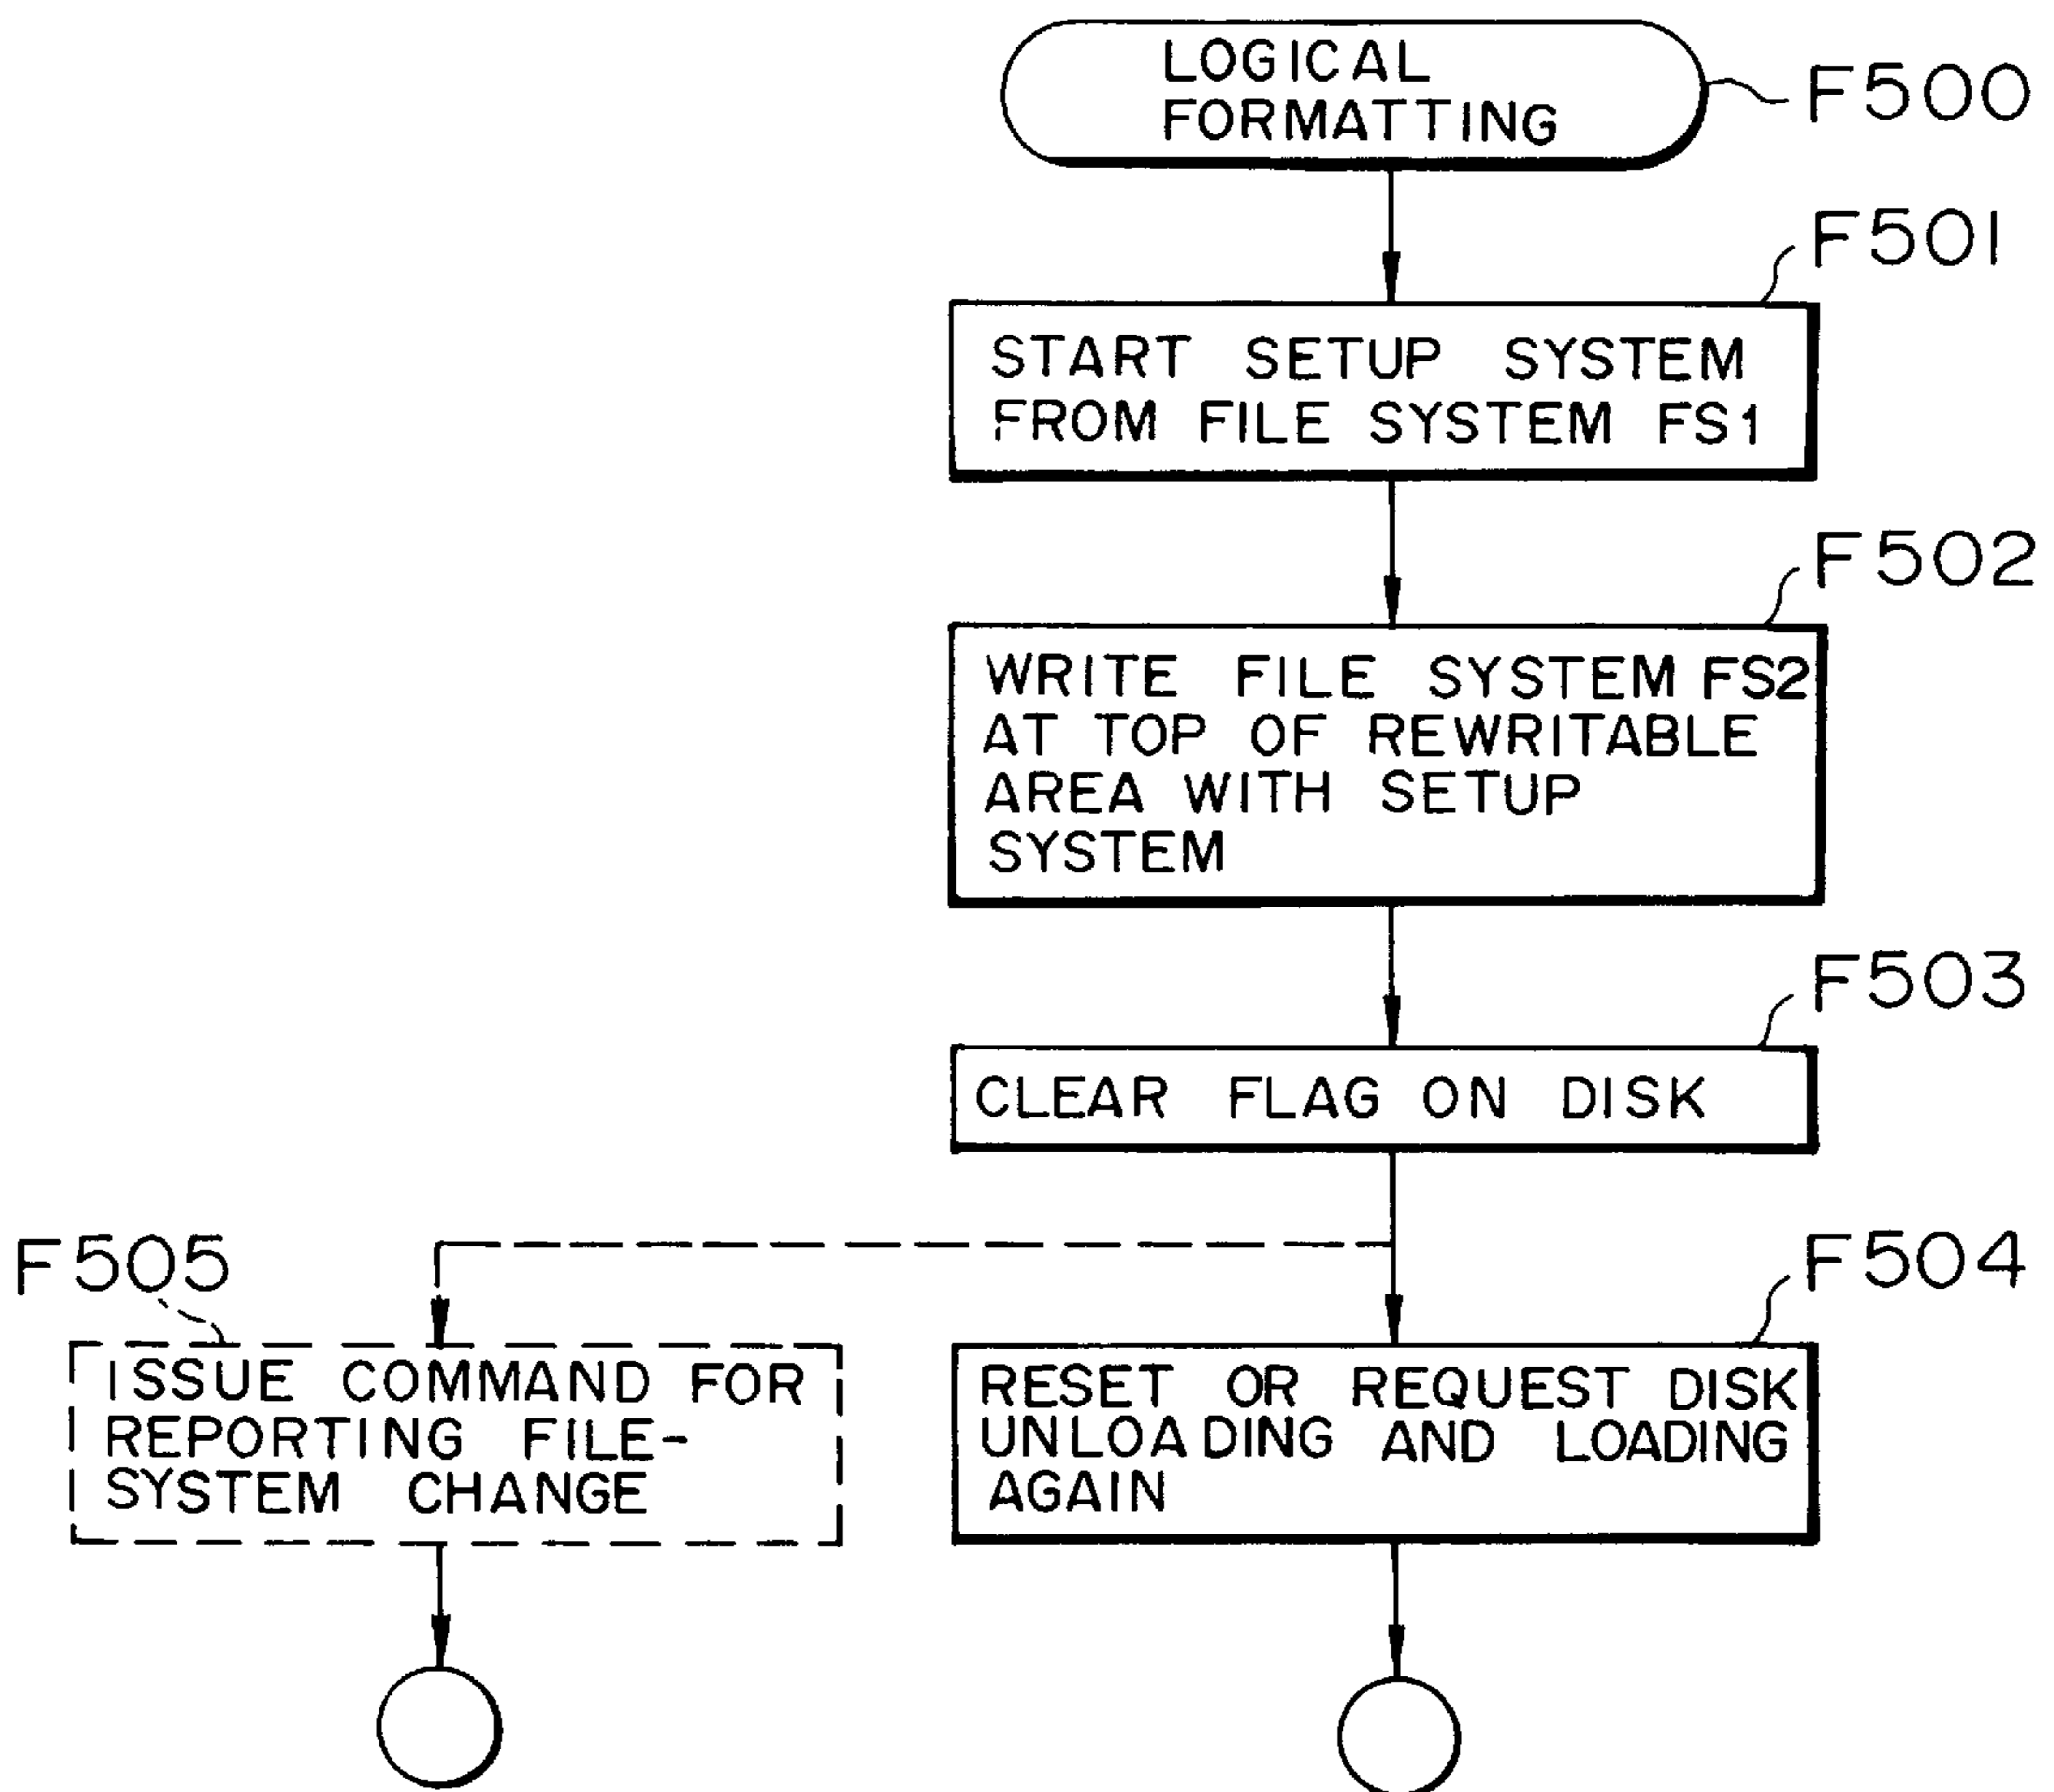 LOGICAL
FORMATTING
F500
F501
START SETUP SYSTEM
FROM FILE SYSTEM FS1
F502
WRITE FILE SYSTEM FS2
AT TOP OF REWRITABLE
AREA WITH SETUP
SYSTEM
F503
CLEAR FLAG ON DISK
F505
F504
ISSUE COMMAND FOR
REPORTING FILE-
SYSTEM CHANGE
RESET OR REQUEST DISK
UNLOADING AND LOADING
AGAIN